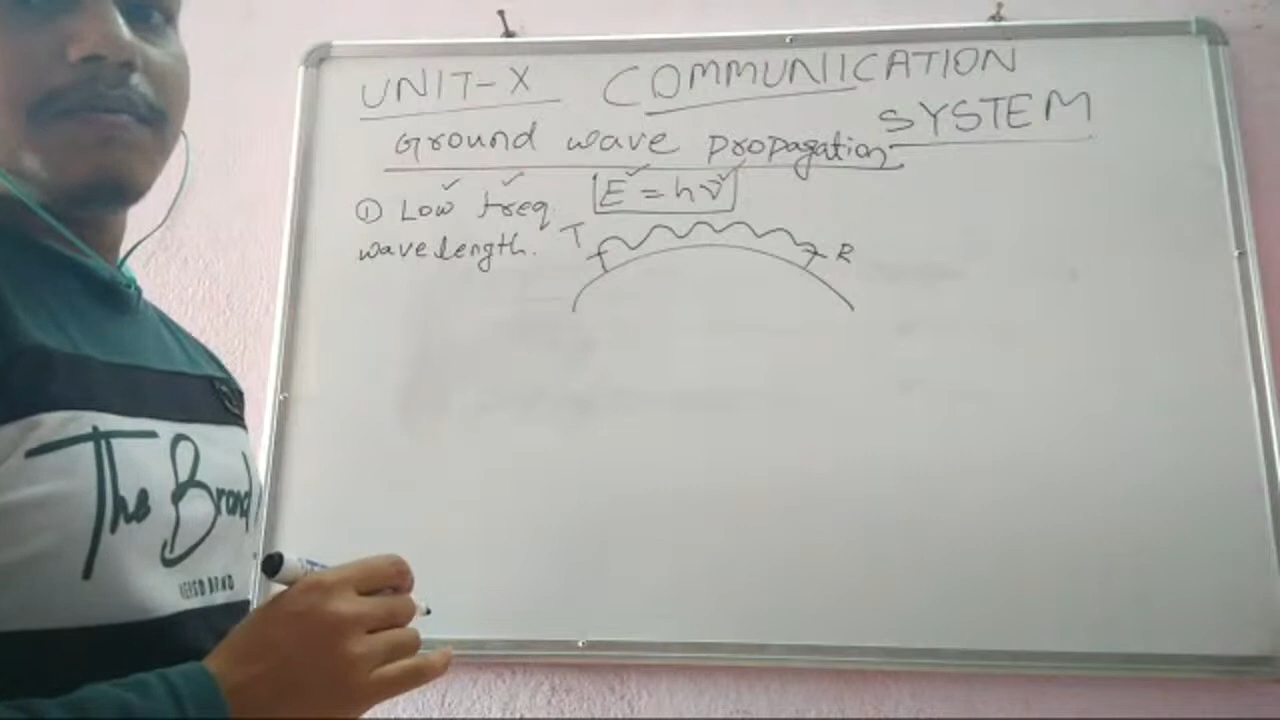 UNIT-X COMMUNICATION
SYSTEM
Ground wave propagation
① Low freq E = hν
wavelength. T R
The Brand